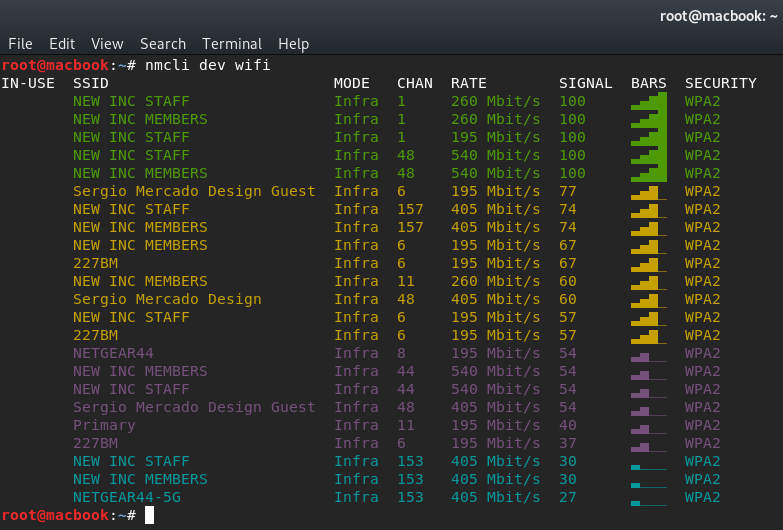 root@macbook: ~
File Edit View Search Terminal Help
root@macbook:~# nmcli dev wifi
IN-USE SSID MODE CHAN RATE SIGNAL BARS SECURITY
NEW INC STAFF Infra 1 260 Mbit/s 100 WPA2
NEW INC MEMBERS Infra 1 260 Mbit/s 100 WPA2
NEW INC STAFF Infra 1 195 Mbit/s 100 WPA2
NEW INC STAFF Infra 48 540 Mbit/s 100 WPA2
NEW INC MEMBERS Infra 48 540 Mbit/s 100 WPA2
Sergio Mercado Design Guest Infra 6 195 Mbit/s 77 WPA2
NEW INC STAFF Infra 157 405 Mbit/s 74 WPA2
NEW INC MEMBERS Infra 157 405 Mbit/s 74 WPA2
NEW INC MEMBERS Infra 6 195 Mbit/s 67 WPA2
227BM Infra 6 195 Mbit/s 67 WPA2
NEW INC MEMBERS Infra 11 260 Mbit/s 60 WPA2
Sergio Mercado Design Infra 48 405 Mbit/s 60 WPA2
NEW INC STAFF Infra 6 195 Mbit/s 57 WPA2
227BM Infra 6 195 Mbit/s 57 WPA2
NETGEAR44 Infra 8 195 Mbit/s 54 WPA2
NEW INC MEMBERS Infra 44 540 Mbit/s 54 WPA2
NEW INC STAFF Infra 44 540 Mbit/s 54 WPA2
Sergio Mercado Design Guest Infra 48 405 Mbit/s 54 WPA2
Primary Infra 11 195 Mbit/s 40 WPA2
227BM Infra 6 195 Mbit/s 37 WPA2
NEW INC STAFF Infra 153 405 Mbit/s 30 WPA2
NEW INC MEMBERS Infra 153 405 Mbit/s 30 WPA2
NETGEAR44-5G Infra 153 405 Mbit/s 27 WPA2
root@macbook:~#